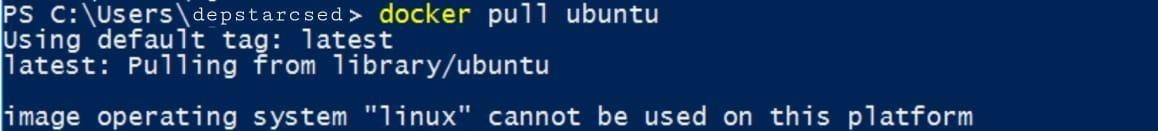 PS C:\Users\depstarcsed> docker pull ubuntu
Using default tag: latest
latest: Pulling from library/ubuntu
image operating system "linux" cannot be used on this platform